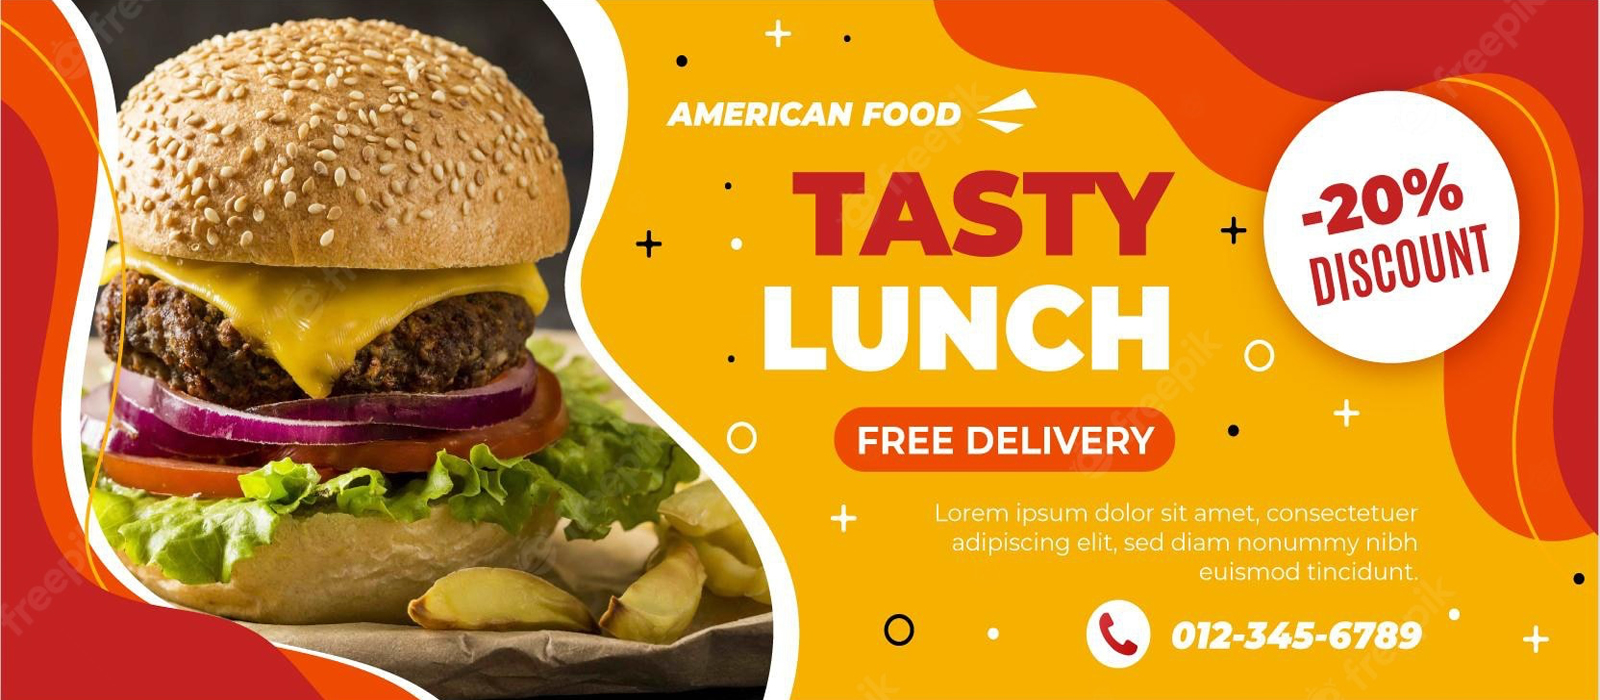 AMERICAN FOOD
TASTY
LUNCH
-20%
DISCOUNT
FREE DELIVERY
Lorem ipsum dolor sit amet, consectetuer
adipiscing elit, sed diam nonummy nibh
euismod tincidunt.
012-345-6789
freepik